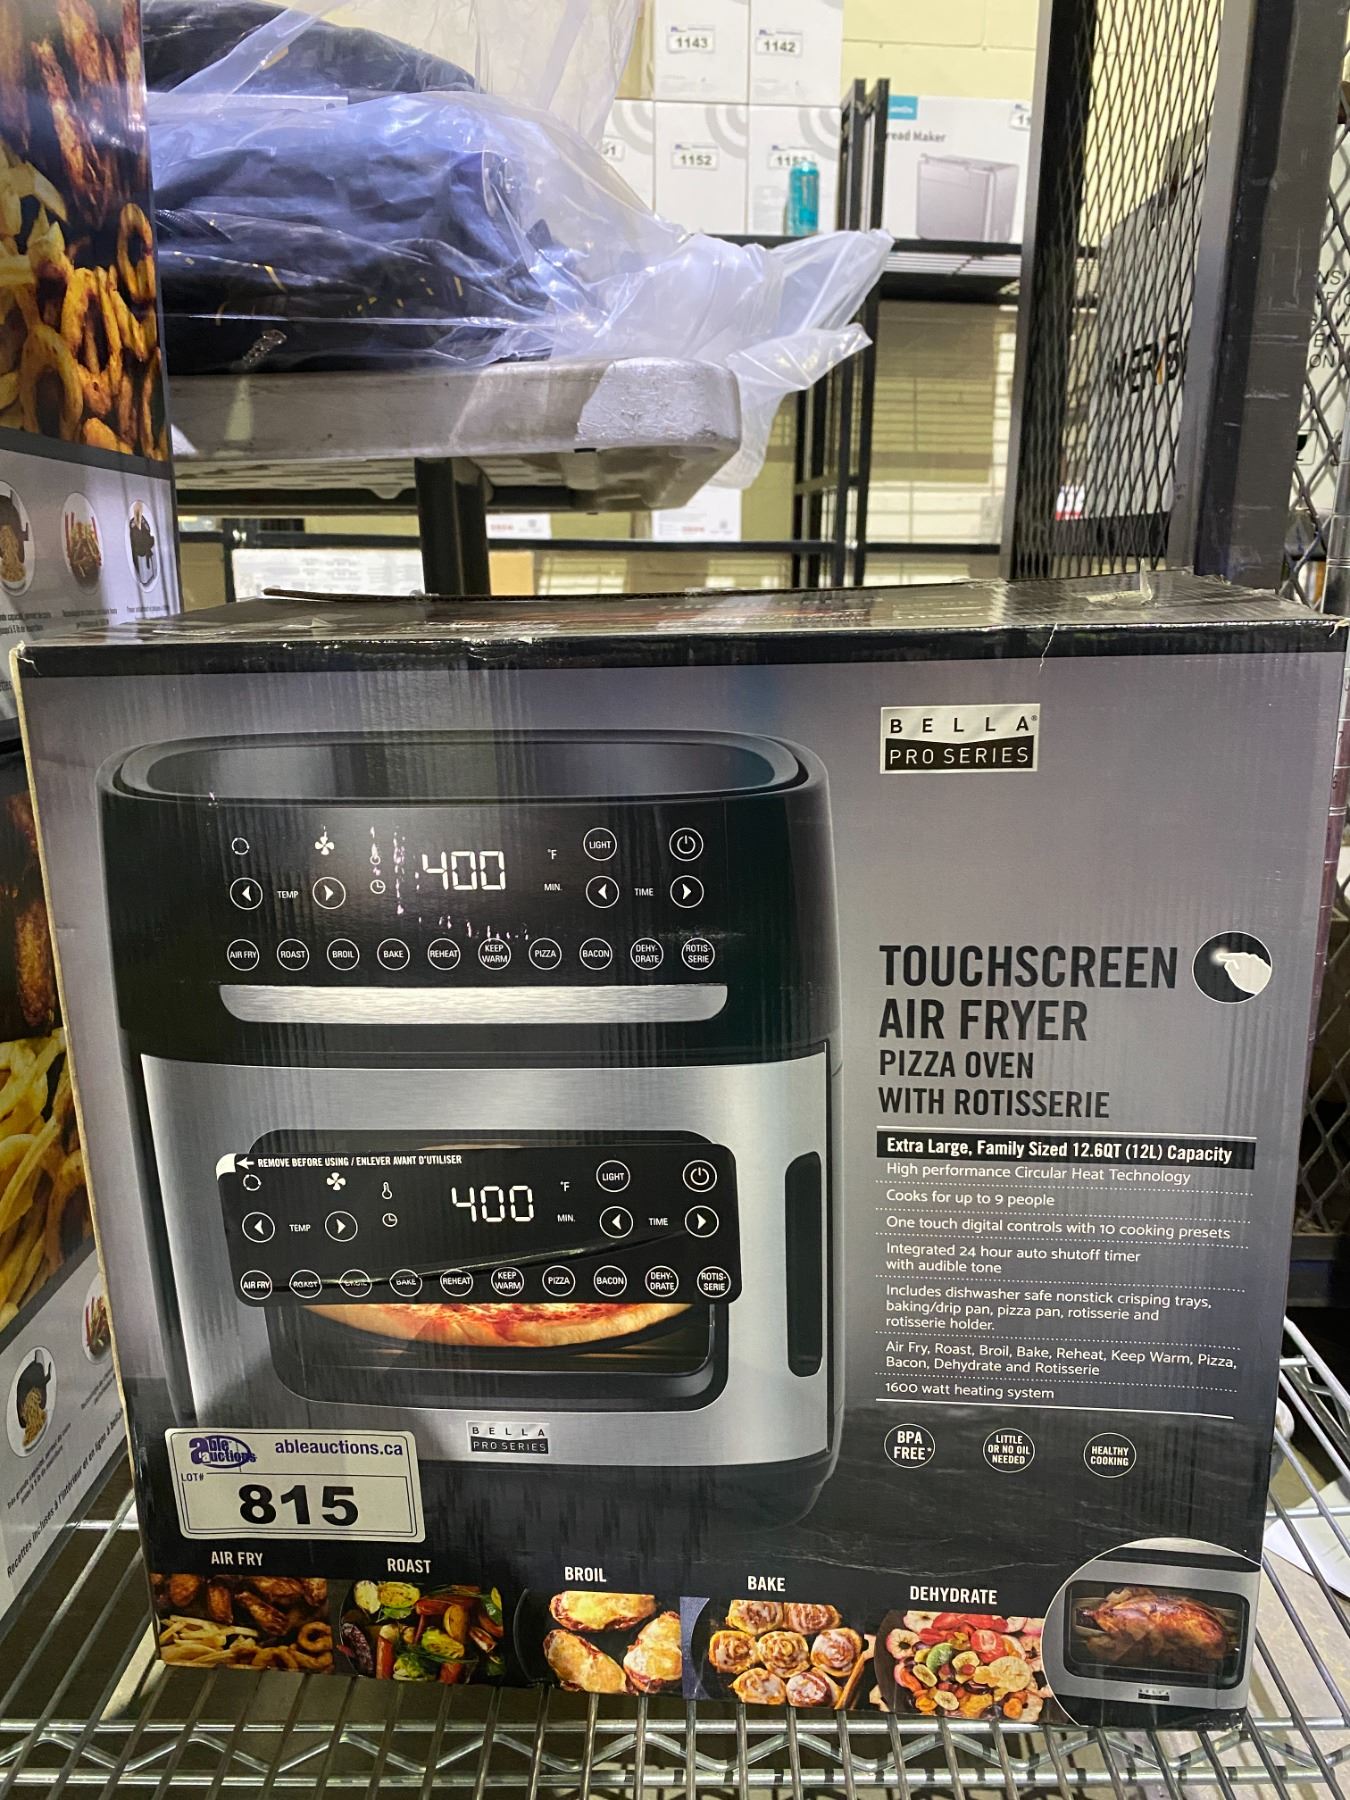 1143
1142
1152
Bread Maker
BELLA®
PRO SERIES
400
°F
MIN.
TEMP
LIGHT
TIME
AIR FRY
ROAST
BROIL
BAKE
REHEAT
KEEP WARM
PIZZA
BACON
DEHY-DRATE
ROTIS-SERIE
TOUCHSCREEN
AIR FRYER
PIZZA OVEN
WITH ROTISSERIE
Extra Large, Family Sized 12.6QT (12L) Capacity
High performance Circular Heat Technology
Cooks for up to 9 people
One touch digital controls with 10 cooking presets
Integrated 24 hour auto shutoff timer
with audible tone
Includes dishwasher safe nonstick crisping trays,
baking/drip pan, pizza pan, rotisserie and
rotisserie holder.
Air Fry, Roast, Broil, Bake, Reheat, Keep Warm, Pizza,
Bacon, Dehydrate and Rotisserie
1600 watt heating system
BPA
FREE*
LITTLE
OR NO OIL
NEEDED
HEALTHY
COOKING
REMOVE BEFORE USING / ENLEVER AVANT D'UTILISER
400
°F
MIN.
TEMP
LIGHT
TIME
AIR FRY
ROAST
BROIL
BAKE
REHEAT
KEEP WARM
PIZZA
BACON
DEHY-DRATE
ROTIS-SERIE
BELLA
PRO SERIES
able auctions
ableauctions.ca
LOT#
815
AIR FRY
ROAST
BROIL
BAKE
DEHYDRATE